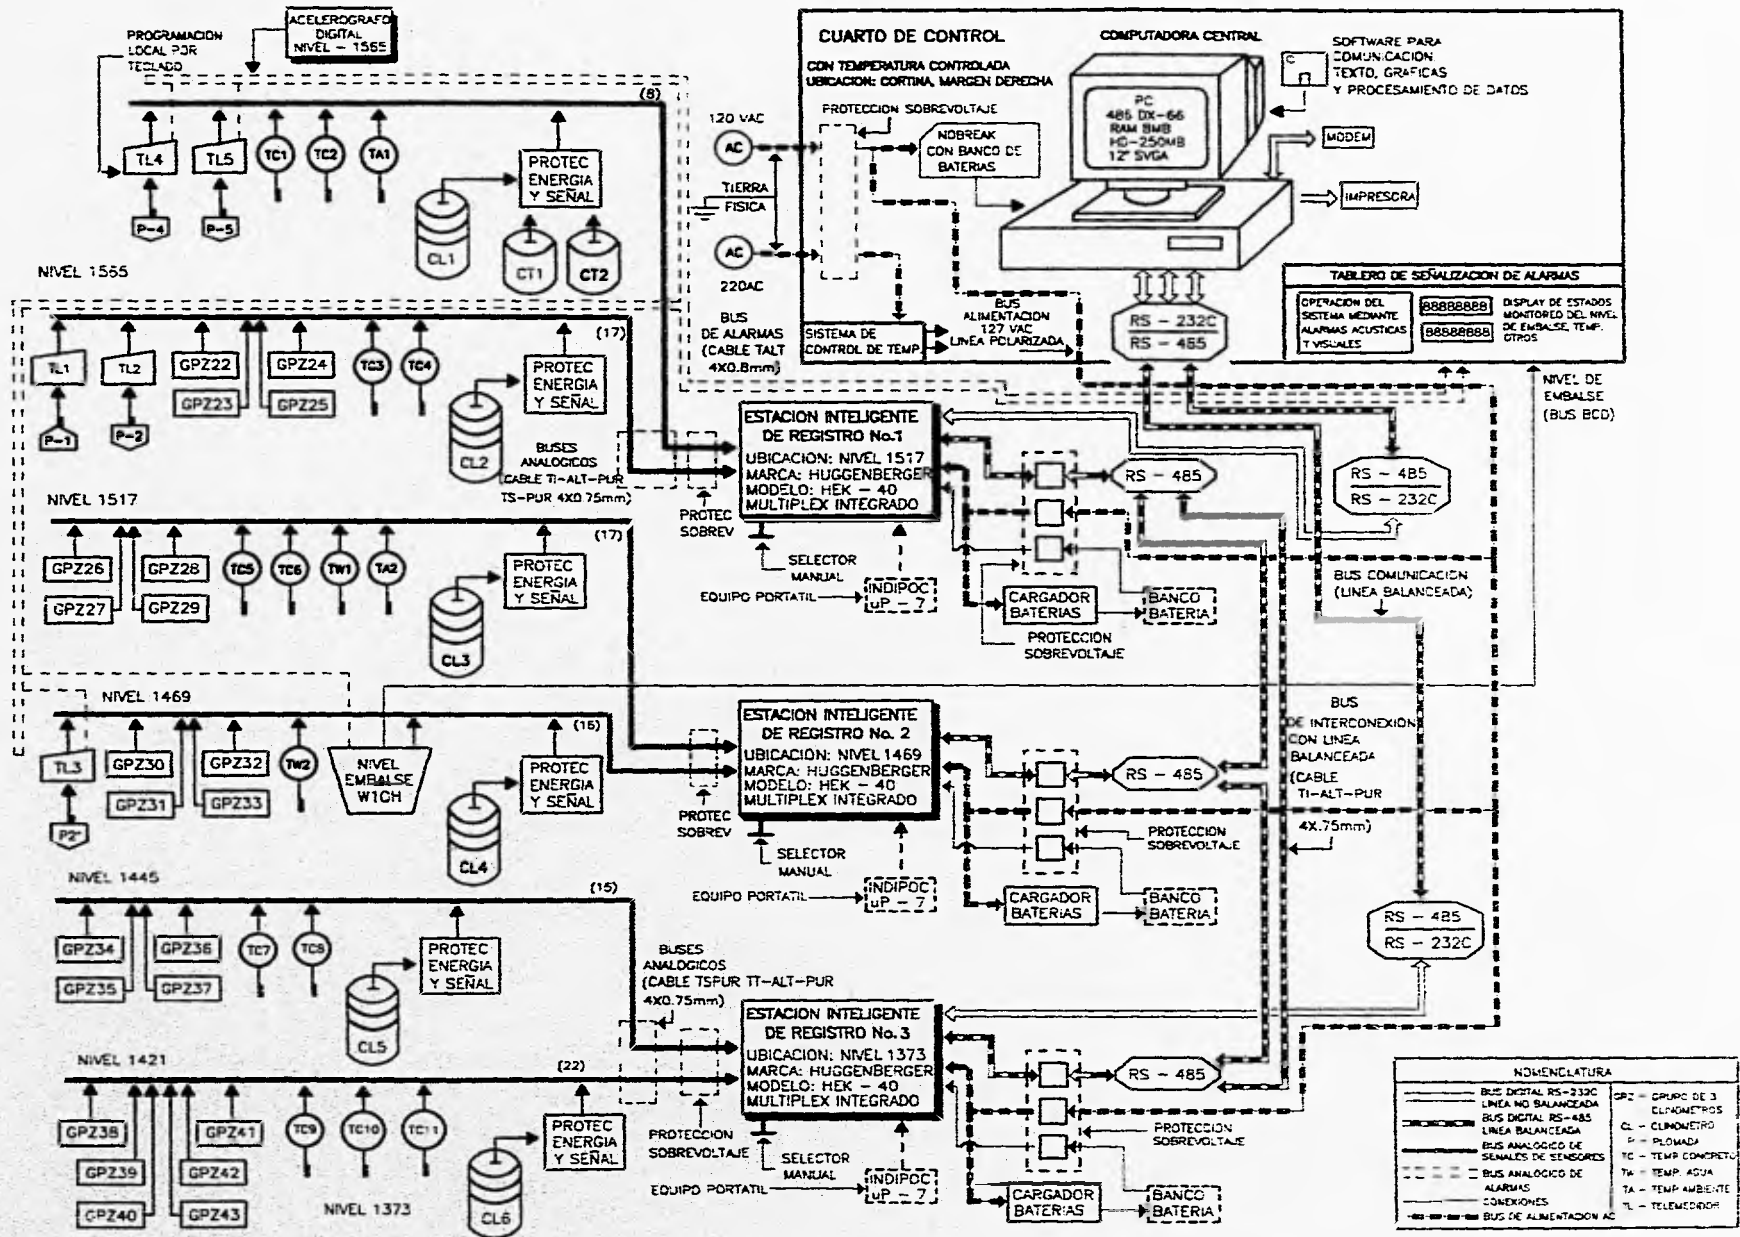 PROGRAMACION
LOCAL POR
TECLADO
ACELEROGRAFO
DIGITAL
NIVEL - 1565
(8)
TL4
TL5
TC1
TC2
TA1
PROTEC
ENERGIA
Y SEÑAL
P-4
P-5
CL1
CT1
CT2
NIVEL 1565
CUARTO DE CONTROL
CON TEMPERATURA CONTROLADA
UBICACION: CORTINA, MARGEN DERECHA
COMPUTADORA CENTRAL
SOFTWARE PARA
COMUNICACION
TEXTO, GRAFICAS
Y PROCESAMIENTO DE DATOS
C
PROTECCION SOBREVOLTAJE
120 VAC
AC
NOBREAK
CON BANCO DE
BATERIAS
PC
486 DX-66
RAM 8MB
HD-250MB
12" SVGA
MODEM
IMPRESORA
TIERRA
FISICA
AC
220AC
BUS
DE ALARMAS
(CABLE TALT
4X0.8mm)
SISTEMA DE
CONTROL DE TEMP.
BUS
ALIMENTACION
127 VAC
LINEA POLARIZADA
RS - 232C
RS - 485
TABLERO DE SEÑALIZACION DE ALARMAS
OPERACION DEL
SISTEMA MEDIANTE
ALARMAS ACUSTICAS
Y VISUALES
88888888
88888888
DISPLAY DE ESTADOS
MONITOREO DEL NIVEL
DE EMBALSE, TEMP.
OTROS
NIVEL DE
EMBALSE
(BUS BCD)
(17)
TL1
TL2
GPZ22
GPZ24
GPZ23
GPZ25
TC3
TC4
PROTEC
ENERGIA
Y SEÑAL
P-1
P-2
CL2
BUSES
ANALOGICOS
(CABLE TI-ALT-PUR
TS-PUR 4X0.75mm)
NIVEL 1517
PROTEC
SOBREV
ESTACION INTELIGENTE
DE REGISTRO No.1
UBICACION: NIVEL 1517
MARCA: HUGGENBERGER
MODELO: HEK - 40
MULTIPLEX INTEGRADO
SELECTOR
MANUAL
EQUIPO PORTATIL
INDIPOC
uP - 7
CARGADOR
BATERIAS
BANCO
BATERIA
PROTECCION
SOBREVOLTAJE
RS - 485
RS - 485
RS - 232C
BUS COMUNICACION
(LINEA BALANCEADA)
(17)
GPZ26
GPZ28
GPZ27
GPZ29
TC5
TC6
TW1
TA2
PROTEC
ENERGIA
Y SEÑAL
CL3
NIVEL 1469
(16)
TL3
GPZ30
GPZ32
GPZ31
GPZ33
TW2
NIVEL
EMBALSE
W1CH
PROTEC
ENERGIA
Y SEÑAL
CL4
PROTEC
SOBREV
ESTACION INTELIGENTE
DE REGISTRO No. 2
UBICACION: NIVEL 1469
MARCA: HUGGENBERGER
MODELO: HEK - 40
MULTIPLEX INTEGRADO
SELECTOR
MANUAL
EQUIPO PORTATIL
INDIPOC
uP - 7
CARGADOR
BATERIAS
BANCO
BATERIA
PROTECCION
SOBREVOLTAJE
RS - 485
BUS
DE INTERCONEXION
CON LINEA
BALANCEADA
(CABLE
TI-ALT-PUR
4X.75mm)
RS - 485
RS - 232C
NIVEL 1445
(15)
GPZ34
GPZ36
GPZ35
GPZ37
TC7
TC8
PROTEC
ENERGIA
Y SEÑAL
CL5
BUSES
ANALOGICOS
(CABLE TSPUR TT-ALT-PUR
4X0.75mm)
NIVEL 1421
(22)
GPZ38
GPZ41
GPZ39
GPZ42
GPZ40
GPZ43
TC9
TC10
TC11
PROTEC
ENERGIA
Y SEÑAL
CL6
NIVEL 1373
PROTECCION
SOBREVOLTAJE
ESTACION INTELIGENTE
DE REGISTRO No.3
UBICACION: NIVEL 1373
MARCA: HUGGENBERGER
MODELO: HEK - 40
MULTIPLEX INTEGRADO
SELECTOR
MANUAL
EQUIPO PORTATIL
INDIPOC
uP - 7
CARGADOR
BATERIAS
BANCO
BATERIA
PROTECCION
SOBREVOLTAJE
RS - 485
NOMENCLATURA
BUS DIGITAL RS-232C
LINEA NO BALANCEADA
BUS DIGITAL RS-485
LINEA BALANCEADA
BUS ANALOGICO DE
SEÑALES DE SENSORES
BUS ANALOGICO DE
ALARMAS
CONEXIONES
BUS DE ALIMENTACION AC
GPZ - GRUPO DE 3
CLINOMETROS
CL - CLINOMETRO
P - PLOMADA
TC - TEMP CONCRETO
TW - TEMP. AGUA
TA - TEMP AMBIENTE
TL - TELEMEDIDOR